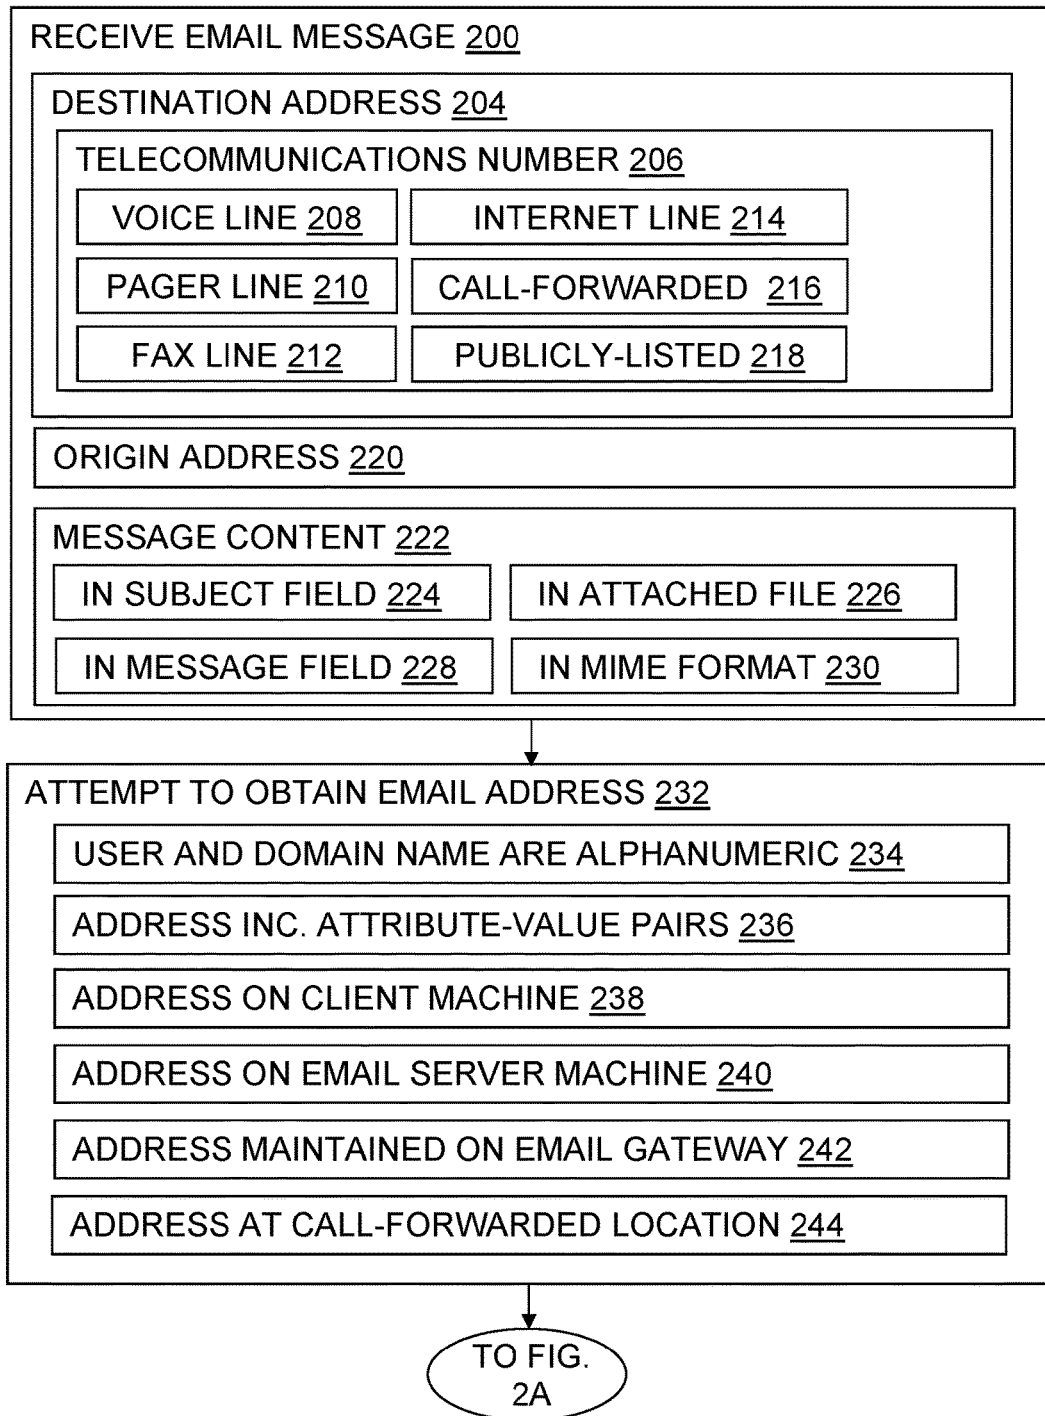 RECEIVE EMAIL MESSAGE 200
DESTINATION ADDRESS 204
TELECOMMUNICATIONS NUMBER 206
VOICE LINE 208
INTERNET LINE 214
PAGER LINE 210
CALL-FORWARDED 216
FAX LINE 212
PUBLICLY-LISTED 218
ORIGIN ADDRESS 220
MESSAGE CONTENT 222
IN SUBJECT FIELD 224
IN ATTACHED FILE 226
IN MESSAGE FIELD 228
IN MIME FORMAT 230
ATTEMPT TO OBTAIN EMAIL ADDRESS 232
USER AND DOMAIN NAME ARE ALPHANUMERIC 234
ADDRESS INC. ATTRIBUTE-VALUE PAIRS 236
ADDRESS ON CLIENT MACHINE 238
ADDRESS ON EMAIL SERVER MACHINE 240
ADDRESS MAINTAINED ON EMAIL GATEWAY 242
ADDRESS AT CALL-FORWARDED LOCATION 244
TO FIG.
2A